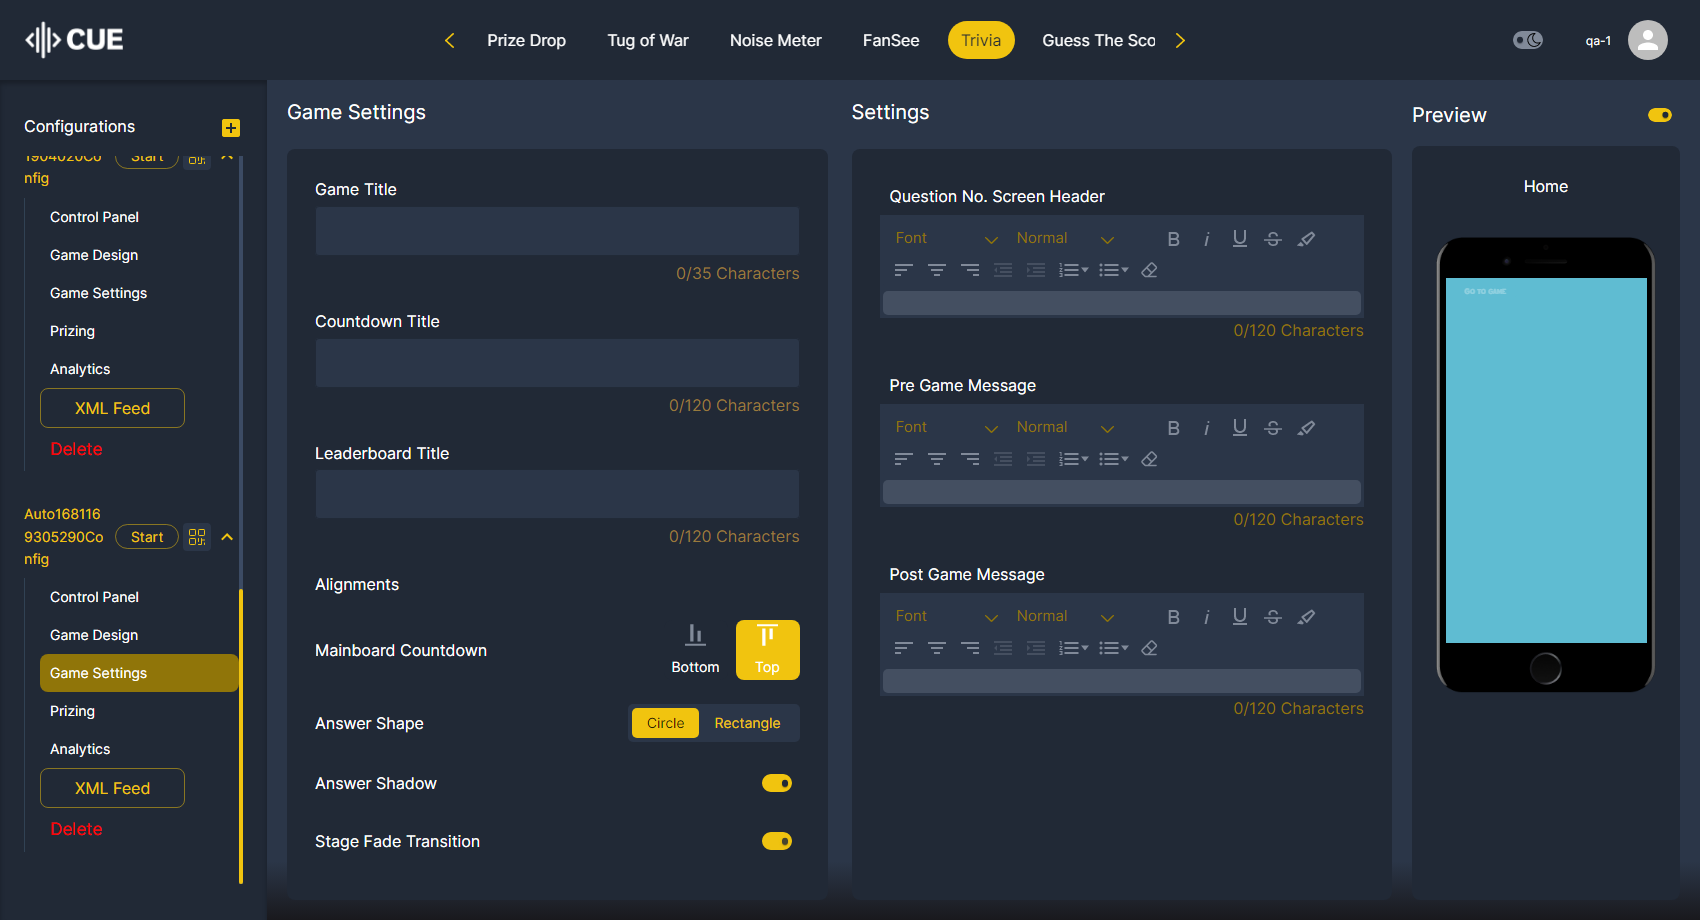 CUE
Prize Drop
Tug of War
Noise Meter
FanSee
Trivia
Guess The Sco
qa-1
Configurations
1904020Co
nfig
Start
Control Panel
Game Design
Game Settings
Prizing
Analytics
XML Feed
Delete
Auto168116
9305290Co
nfig
Start
Control Panel
Game Design
Game Settings
Prizing
Analytics
XML Feed
Delete
Game Settings
Game Title
0/35 Characters
Countdown Title
0/120 Characters
Leaderboard Title
0/120 Characters
Alignments
Mainboard Countdown
Bottom
Top
Answer Shape
Circle
Rectangle
Answer Shadow
Stage Fade Transition
Settings
Question No. Screen Header
Font
Normal
0/120 Characters
Pre Game Message
Font
Normal
0/120 Characters
Post Game Message
Font
Normal
0/120 Characters
Preview
Home
Go to game